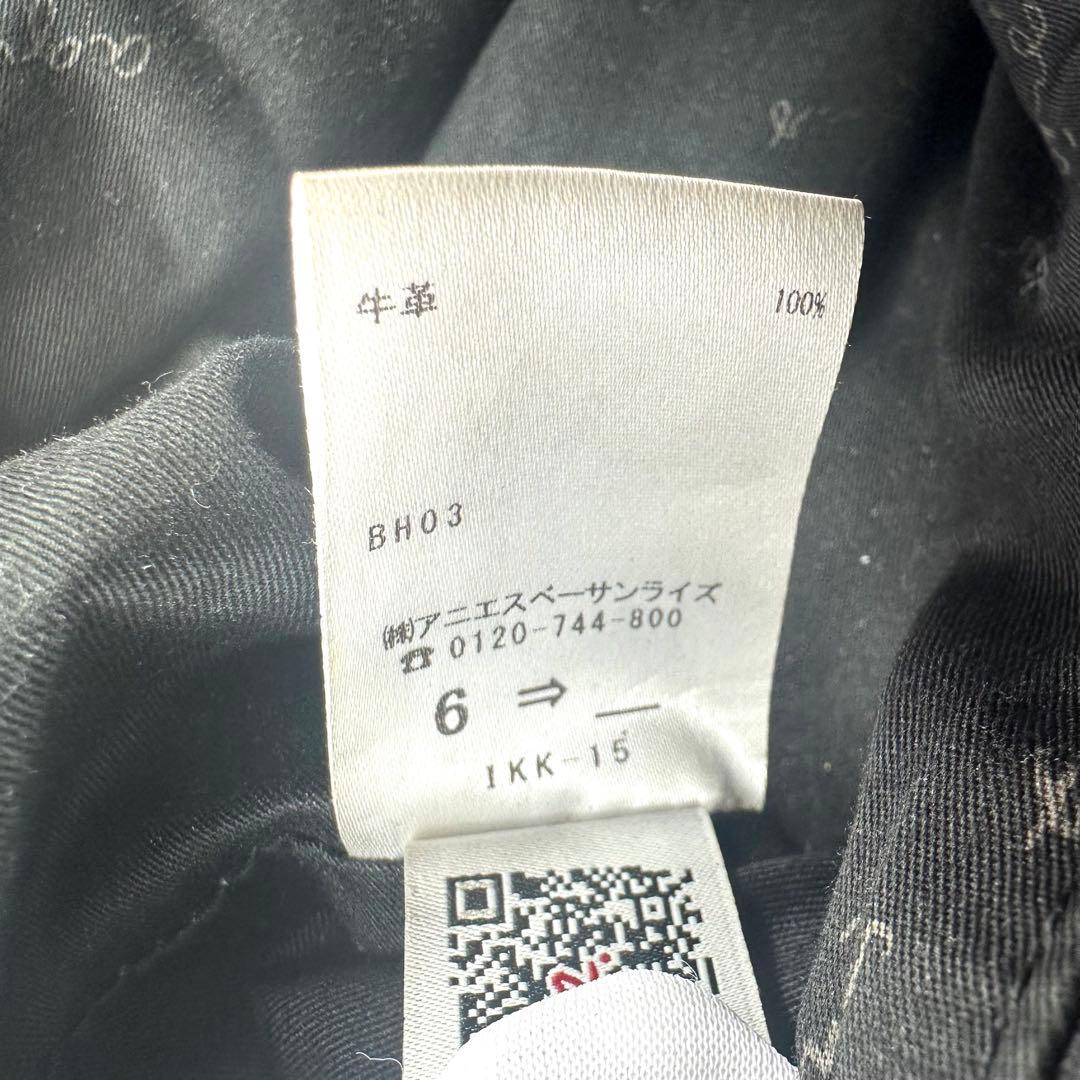 牛革 100%
BH03
㈱アニエスベーサンライズ
☎ 0120-744-800
6 ⇒ __
IKK-15